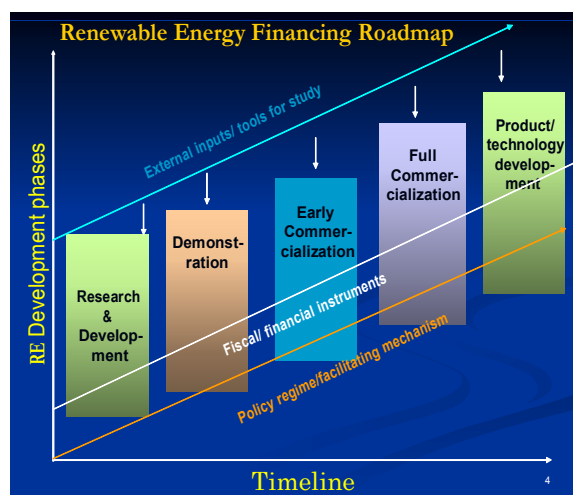 Renewable Energy Financing Roadmap
External inputs/ tools for study
Product/
technology
develop-
ment
Full
Commer-
cialization
Early
Commer-
cialization
Demonst-
ration
Research
&
Develop-
ment
Fiscal/ financial instruments
Policy regime/facilitating mechanism
RE Development phases
Timeline
4